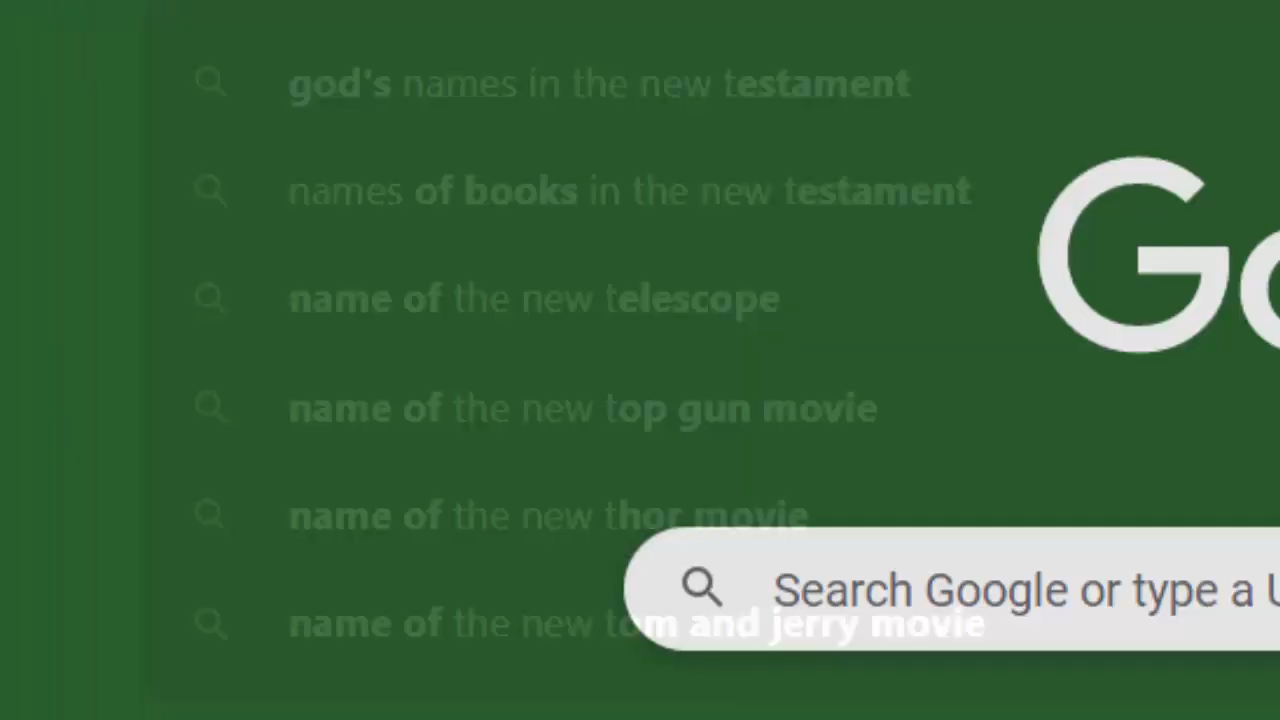 god's names in the new testament
names of books in the new testament
name of the new telescope
name of the new top gun movie
name of the new thor movie
name of the new tom and jerry movie
Go
Search Google or type a U